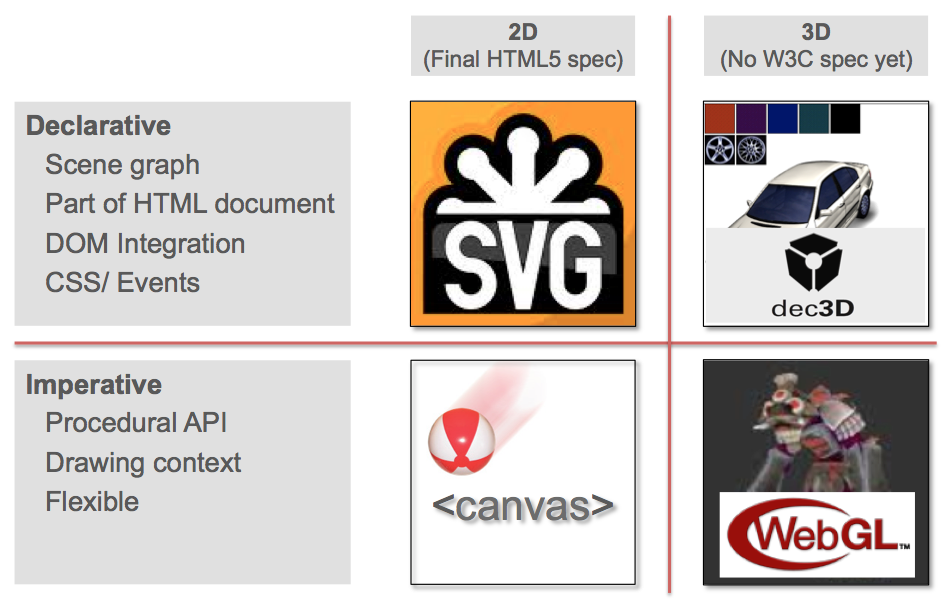 2D
(Final HTML5 spec)
3D
(No W3C spec yet)
Declarative
Scene graph
Part of HTML document
DOM Integration
CSS/ Events
SVG
dec3D
Imperative
Procedural API
Drawing context
Flexible
<canvas>
WebGL™